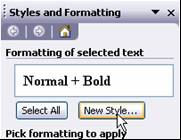 Styles and Formatting
Formatting of selected text
Normal + Bold
Select All New Style...
Pick formatting to apply